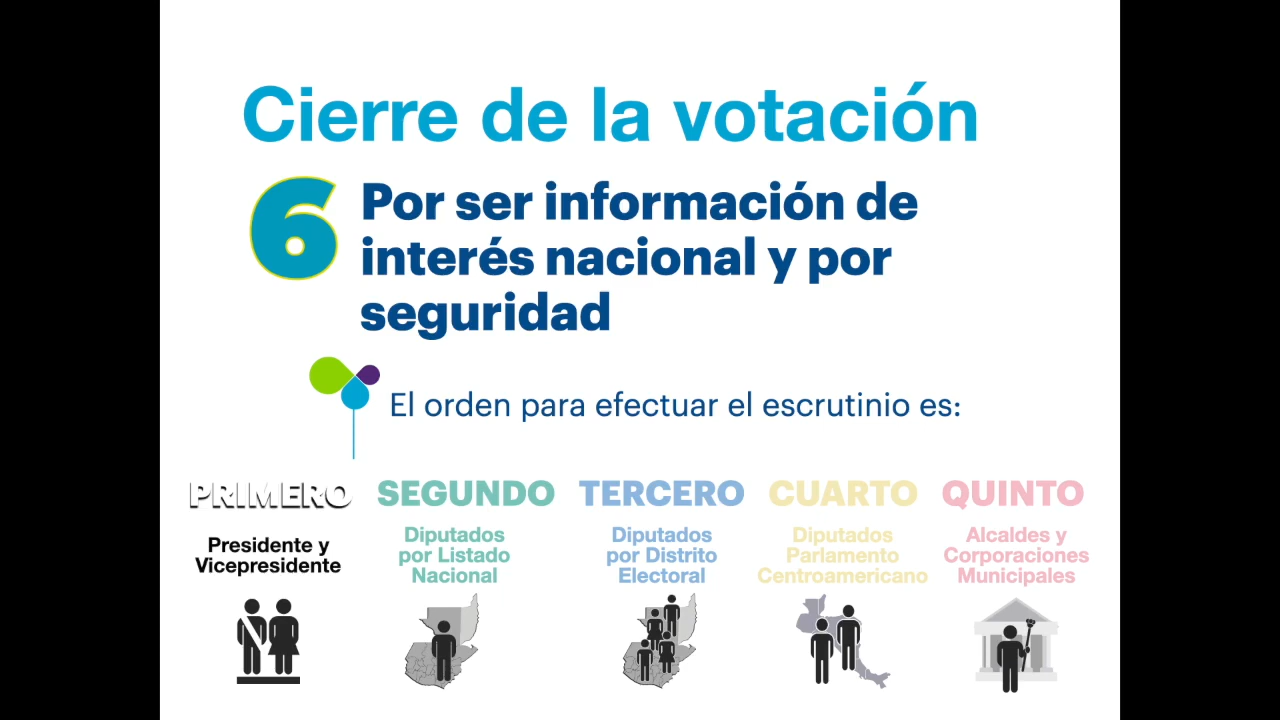 Cierre de la votación
6
Por ser información de
interés nacional y por
seguridad
El orden para efectuar el escrutinio es:
PRIMERO
Presidente y
Vicepresidente
SEGUNDO
Diputados
por Listado
Nacional
TERCERO
Diputados
por Distrito
Electoral
CUARTO
Diputados
Parlamento
Centroamericano
QUINTO
Alcaldes y
Corporaciones
Municipales